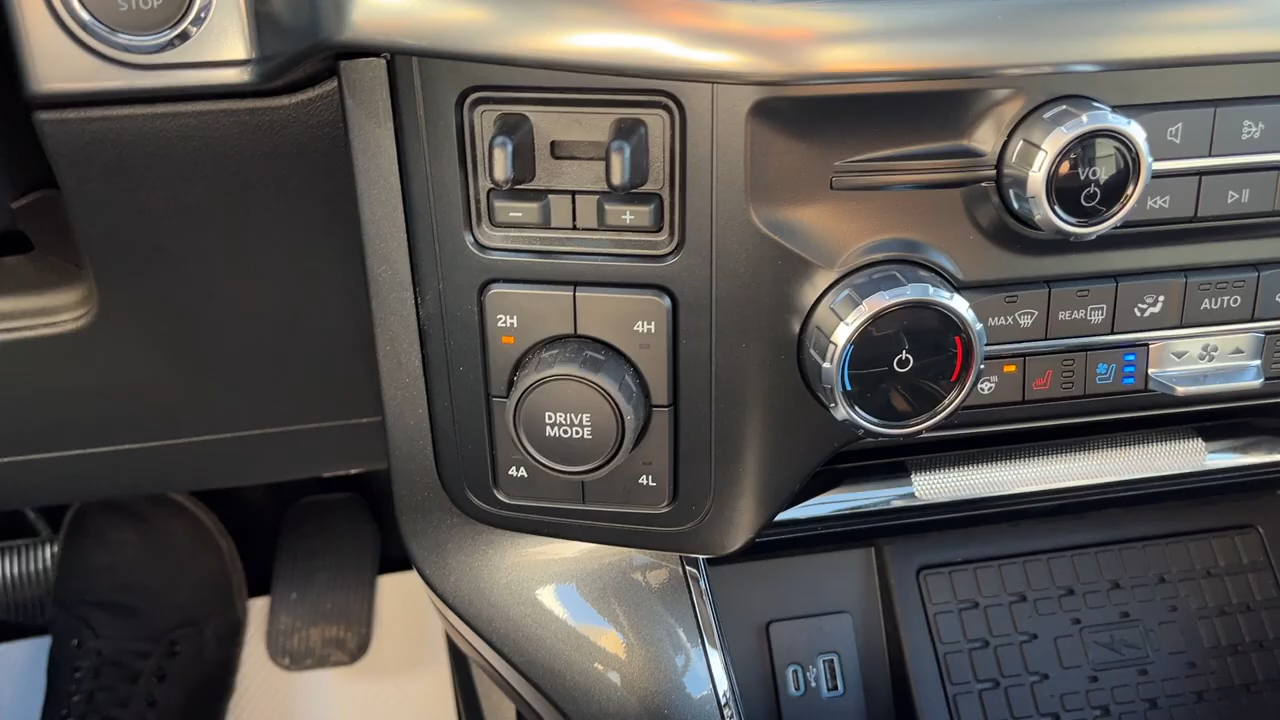 STOP
VOL
− +
2H
4H
MAX
REAR
AUTO
DRIVE
MODE
4A
4L